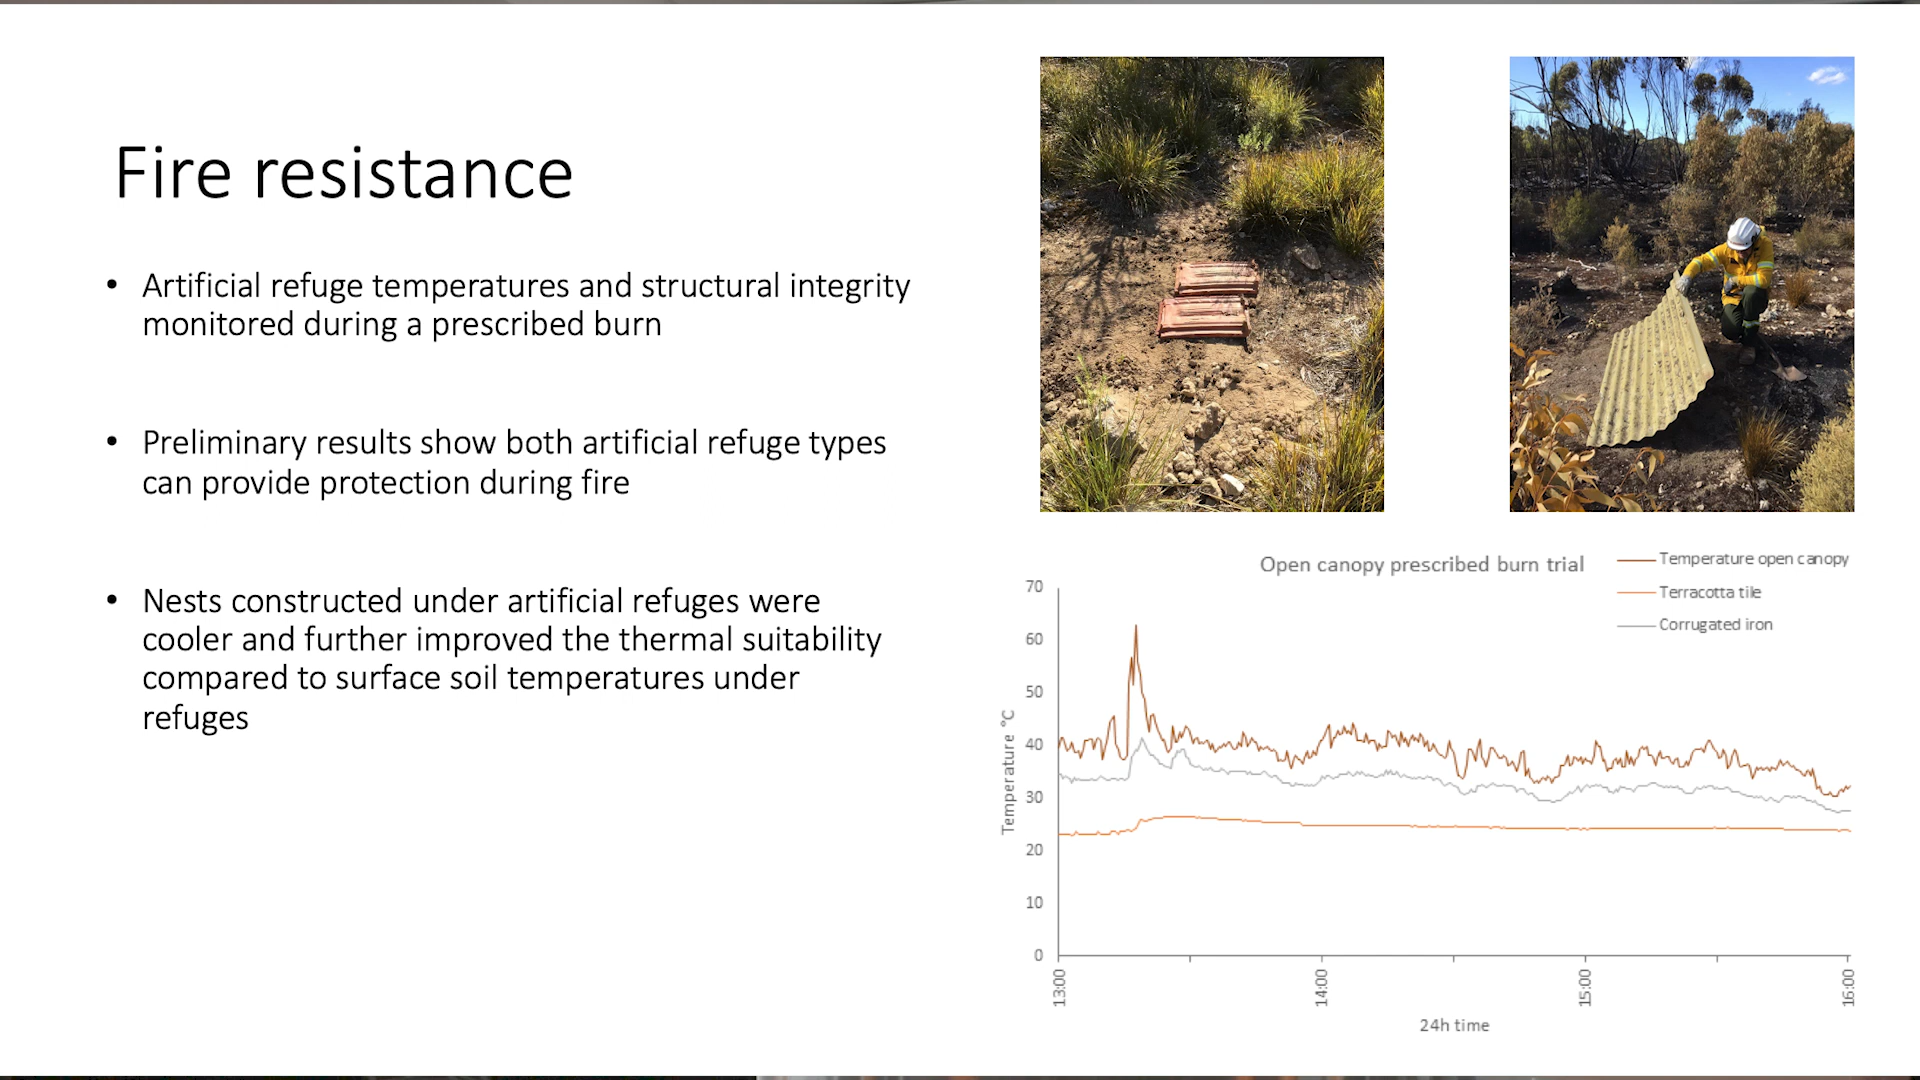 Fire resistance
• Artificial refuge temperatures and structural integrity
monitored during a prescribed burn
• Preliminary results show both artificial refuge types
can provide protection during fire
• Nests constructed under artificial refuges were
cooler and further improved the thermal suitability
compared to surface soil temperatures under
refuges
Open canopy prescribed burn trial
Temperature open canopy
Terracotta tile
Corrugated iron
Temperature °C
70
60
50
40
30
20
10
0
13:00
14:00
15:00
16:00
24h time